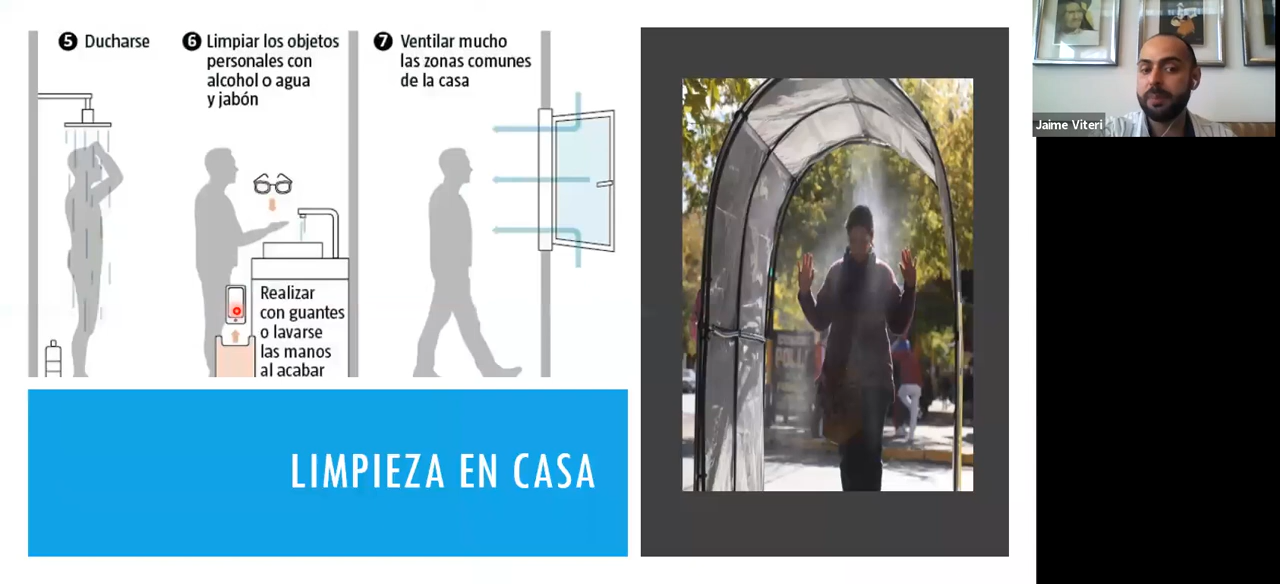 5 Ducharse
6 Limpiar los objetos
personales con
alcohol o agua
y jabón
Realizar
con guantes
o lavarse
las manos
al acabar
7 Ventilar mucho
las zonas comunes
de la casa
LIMPIEZA EN CASA
Jaime Viteri